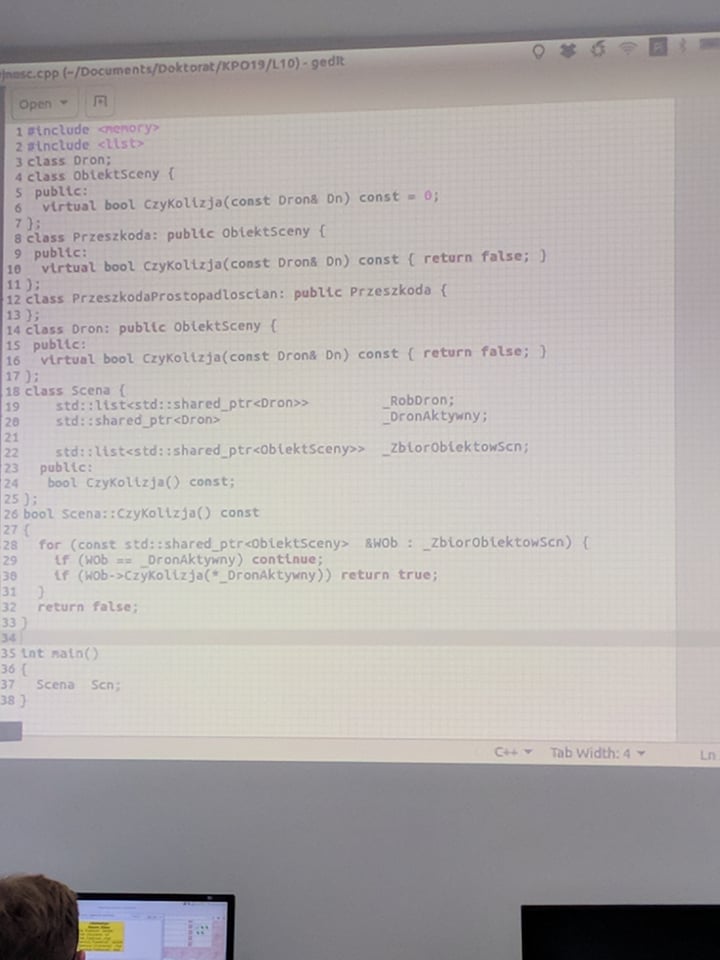 jnosc.cpp (~/Documents/Doktorat/KPO19/L10) - gedit
Open
1 #include <memory>
2 #include <list>
3 class Dron;
4 class ObiektSceny {
5 public:
6 virtual bool CzyKolizja(const Dron& Dn) const = 0;
7 };
8 class Przeszkoda: public ObiektSceny {
9 public:
10 virtual bool CzyKolizja(const Dron& Dn) const { return false; }
11 };
12 class PrzeszkodaProstopadloscian: public Przeszkoda {
13 };
14 class Dron: public ObiektSceny {
15 public:
16 virtual bool CzyKolizja(const Dron& Dn) const { return false; }
17 };
18 class Scena {
19 std::list<std::shared_ptr<Dron>> _RobDron;
20 std::shared_ptr<Dron> _DronAktywny;
21
22 std::list<std::shared_ptr<ObiektSceny>> _ZbiorObiektowScn;
23 public:
24 bool CzyKolizja() const;
25 };
26 bool Scena::CzyKolizja() const
27 {
28 for (const std::shared_ptr<ObiektSceny> &WOb : _ZbiorObiektowScn) {
29 if (WOb == _DronAktywny) continue;
30 if (WOb->CzyKolizja(*_DronAktywny)) return true;
31 }
32 return false;
33 }
34
35 int main()
36 {
37 Scena Scn;
38 }
C++ Tab Width: 4 Ln